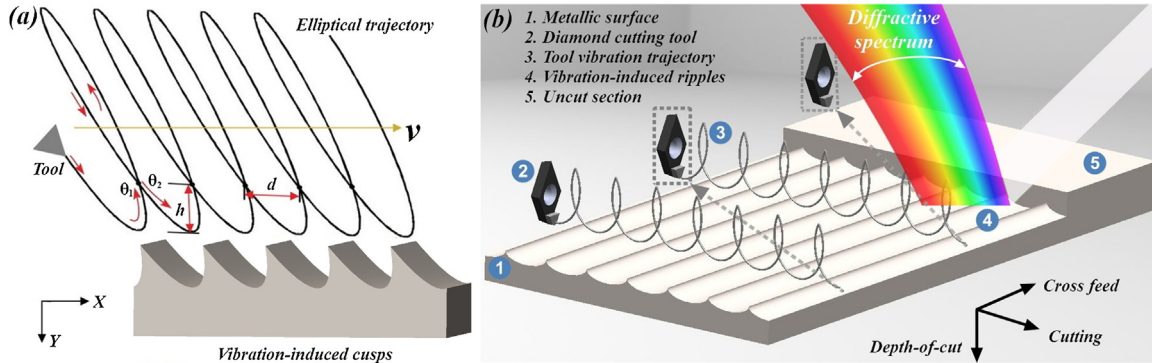 (a)
Elliptical trajectory
v
Tool
θ1
θ2
h
d
X
Y
Vibration-induced cusps
(b)
1. Metallic surface
2. Diamond cutting tool
3. Tool vibration trajectory
4. Vibration-induced ripples
5. Uncut section
Diffractive
spectrum
3
5
2
4
1
Cross feed
Cutting
Depth-of-cut